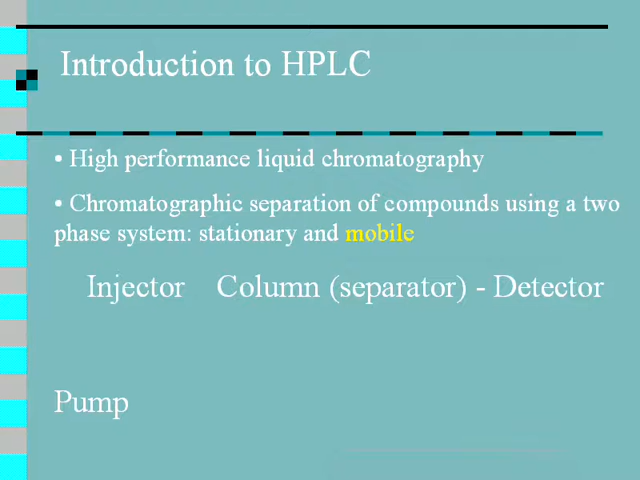 Introduction to HPLC
• High performance liquid chromatography
• Chromatographic separation of compounds using a two
phase system: stationary and mobile
Injector Column (separator) - Detector
Pump